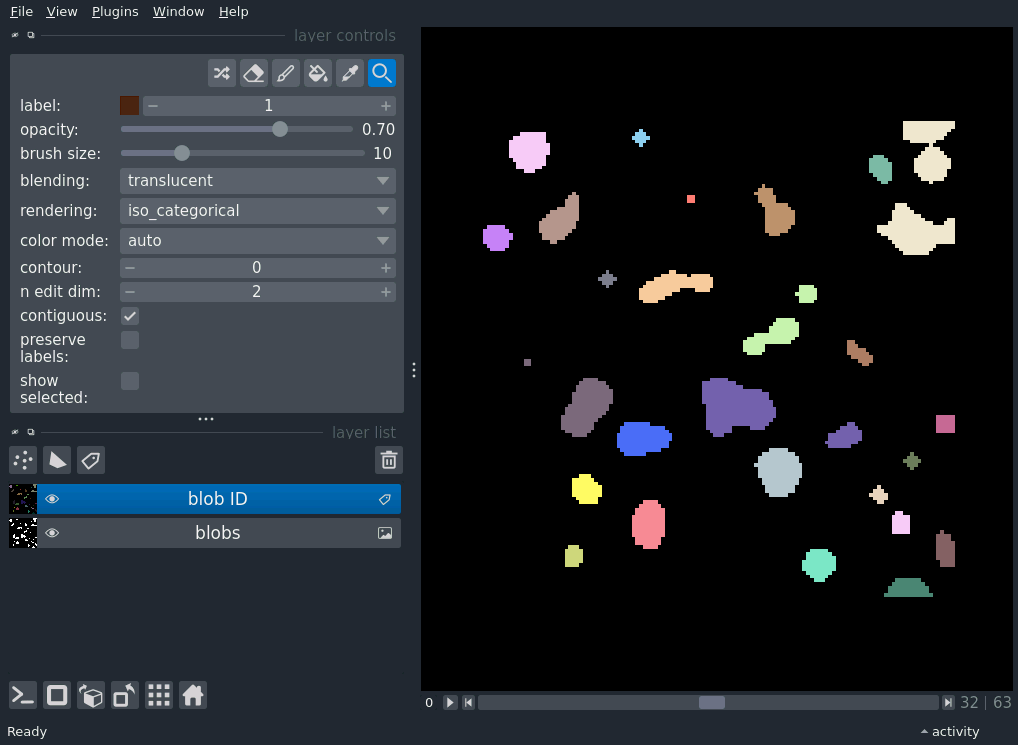 File View Plugins Window Help
layer controls
label: 1
opacity: 0.70
brush size: 10
blending: translucent
rendering: iso_categorical
color mode: auto
contour: 0
n edit dim: 2
contiguous:
preserve
labels:
show
selected:
layer list
blob ID
blobs
0 32 | 63
Ready activity